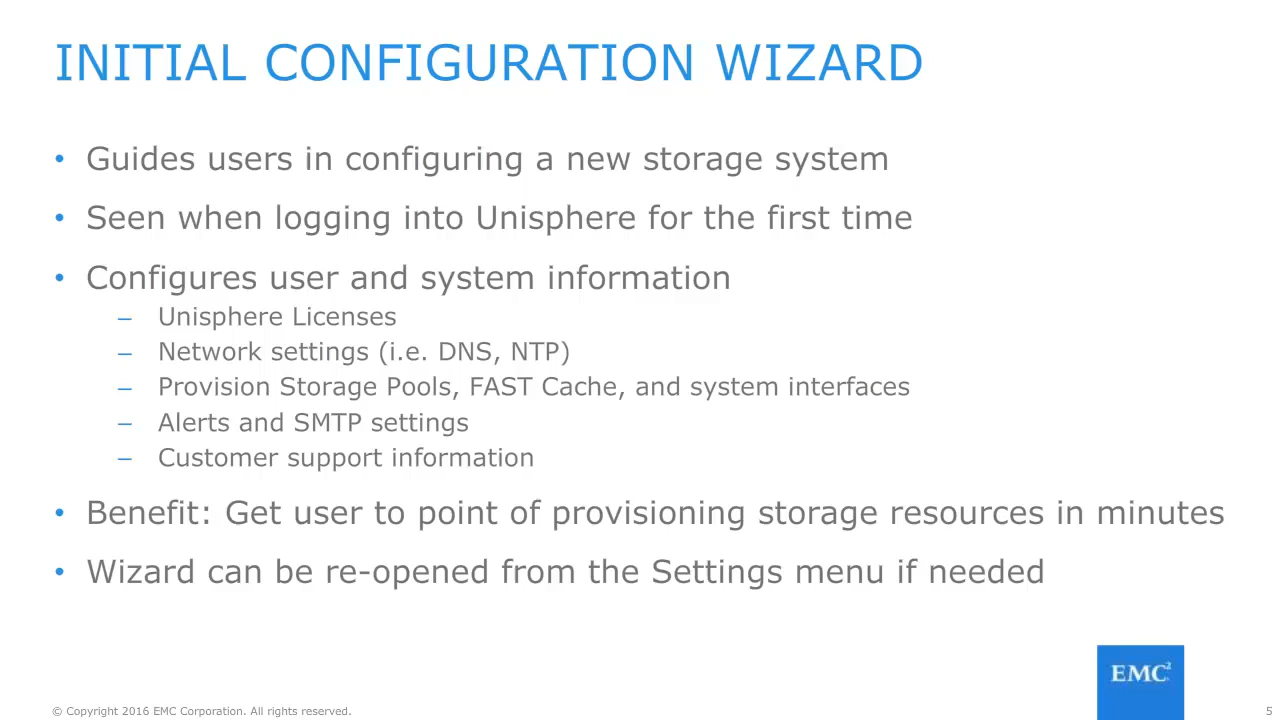 INITIAL CONFIGURATION WIZARD
• Guides users in configuring a new storage system
• Seen when logging into Unisphere for the first time
• Configures user and system information
– Unisphere Licenses
– Network settings (i.e. DNS, NTP)
– Provision Storage Pools, FAST Cache, and system interfaces
– Alerts and SMTP settings
– Customer support information
• Benefit: Get user to point of provisioning storage resources in minutes
• Wizard can be re-opened from the Settings menu if needed
EMC²
© Copyright 2016 EMC Corporation. All rights reserved.
5